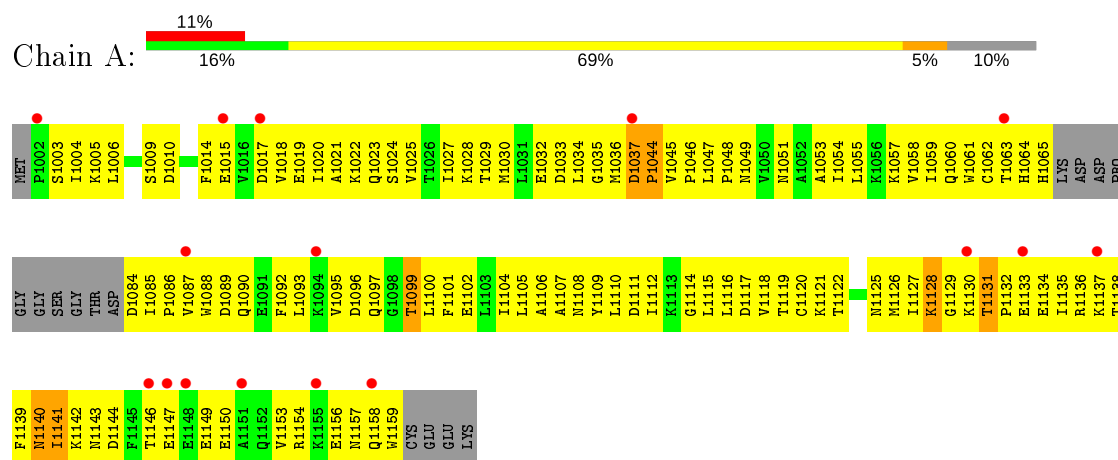 11%
Chain A:
16% 69% 5% 10%
MET P1002 S1003 I1004 K1005 L1006 S1009 D1010 F1014 E1015 V1016 D1017 V1018 E1019 I1020 A1021 K1022 Q1023 S1024 V1025 T1026 I1027 K1028 T1029 M1030 L1031 E1032 D1033 L1034 G1035 M1036 D1037 P1044 V1045 P1046 L1047 P1048 N1049 V1050 N1051 A1052 A1053 I1054 L1055 K1056 K1057 V1058 I1059 Q1060 W1061 C1062 T1063 H1064 H1065 LYS ASP ASP PRO
GLY GLY SER GLY THR ASP D1084 I1085 P1086 V1087 W1088 D1089 Q1090 E1091 F1092 L1093 K1094 V1095 D1096 Q1097 G1098 T1099 L1100 F1101 E1102 L1103 I1104 L1105 A1106 A1107 N1108 Y1109 L1110 D1111 I1112 K1113 G1114 L1115 L1116 D1117 V1118 T1119 C1120 K1121 T1122 N1125 M1126 I1127 K1128 G1129 K1130 T1131 P1132 E1133 E1134 I1135 R1136 K1137 T1138
F1139 N1140 I1141 K1142 N1143 D1144 F1145 T1146 E1147 E1148 E1149 E1150 A1151 Q1152 V1153 R1154 K1155 E1156 N1157 Q1158 W1159 CYS GLU GLU LYS